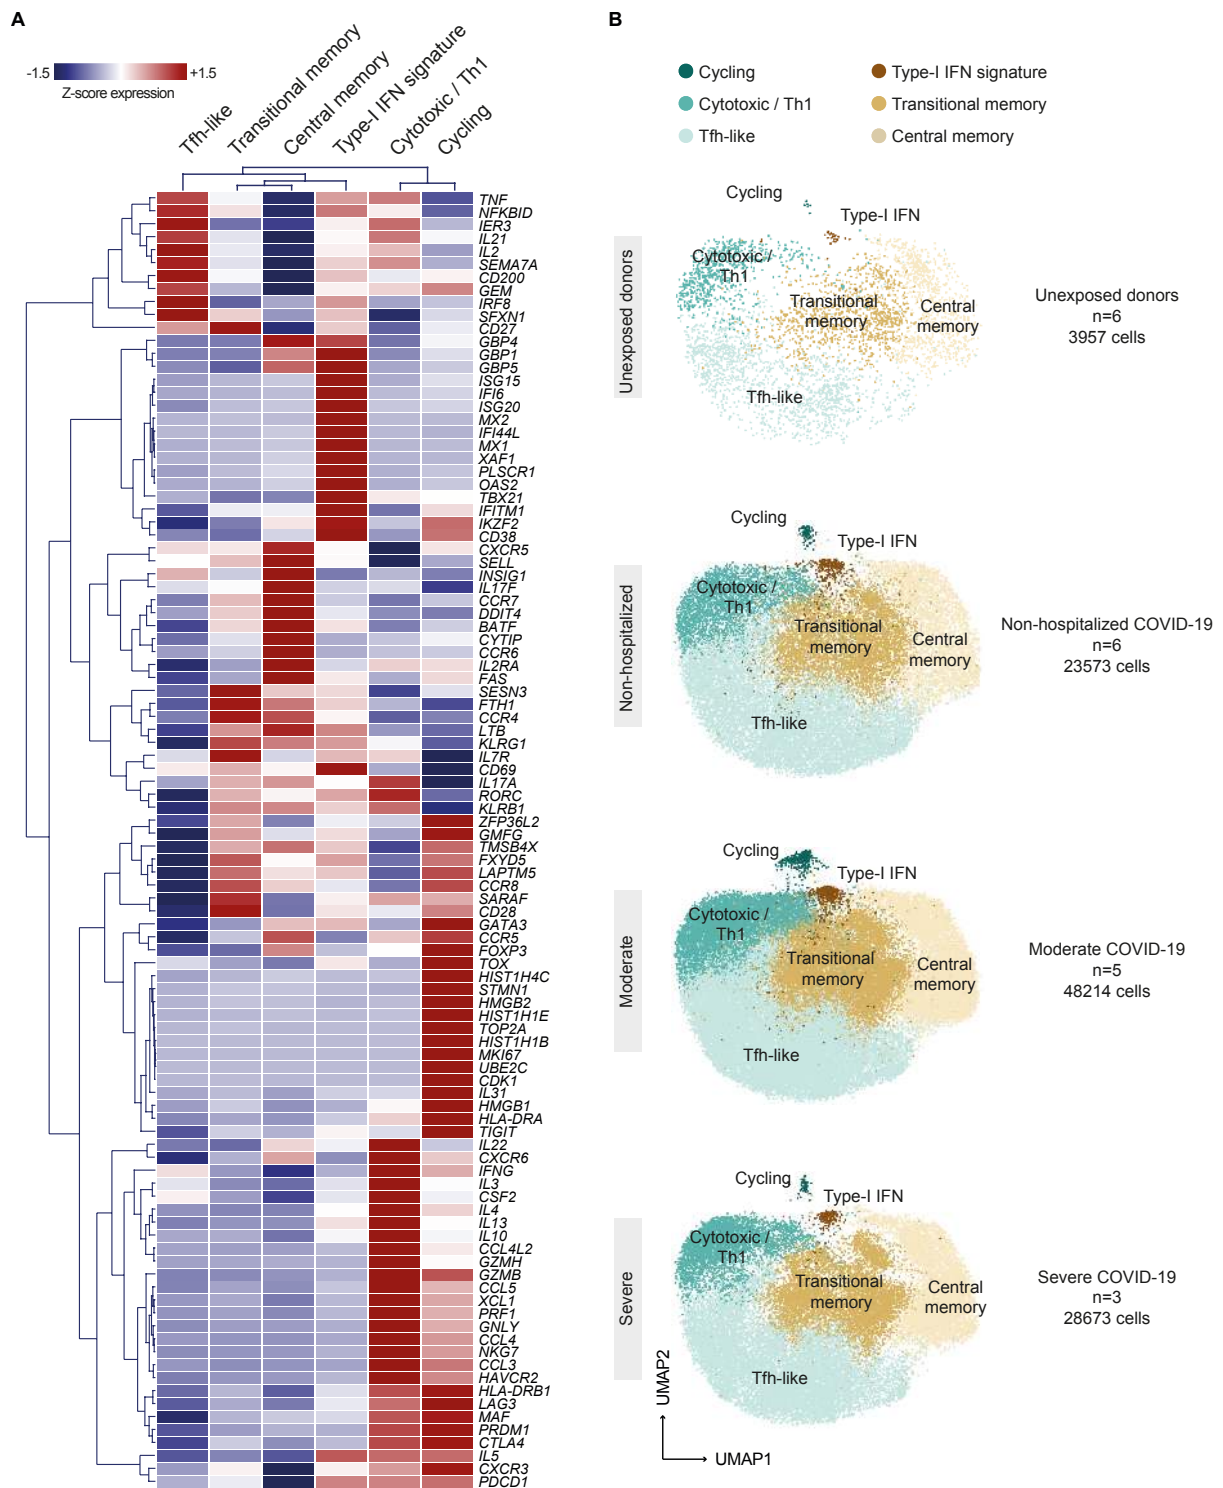 A
-1.5
+1.5
Z-score expression
Tfh-like
Transitional memory
Central memory
Type-I IFN signature
Cytotoxic / Th1
Cycling
TNF
NFKBID
IER3
IL21
IL2
SEMA7A
CD200
GEM
IRF8
SFXN1
CD27
GBP4
GBP1
GBP5
ISG15
IFI6
ISG20
MX2
IFI44L
MX1
XAF1
PLSCR1
OAS2
TBX21
IFITM1
IKZF2
CD38
CXCR5
SELL
INSIG1
IL17F
CCR7
DDIT4
BATF
CYTIP
CCR6
IL2RA
FAS
SESN3
FTH1
CCR4
LTB
KLRG1
IL7R
CD69
IL17A
RORC
KLRB1
ZFP36L2
GMFG
TMSB4X
FXYD5
LAPTM5
CCR8
SARAF
CD28
GATA3
CCR5
FOXP3
TOX
HIST1H4C
STMN1
HMGB2
HIST1H1E
TOP2A
HIST1H1B
MKI67
UBE2C
CDK1
IL31
HMGB1
HLA-DRA
TIGIT
IL22
CXCR6
IFNG
IL3
CSF2
IL4
IL13
IL10
CCL4L2
GZMH
GZMB
CCL5
XCL1
PRF1
GNLY
CCL4
NKG7
CCL3
HAVCR2
HLA-DRB1
LAG3
MAF
PRDM1
CTLA4
IL5
CXCR3
PDCD1
B
Cycling
Cytotoxic / Th1
Tfh-like
Type-I IFN signature
Transitional memory
Central memory
Unexposed donors
Cycling
Type-I IFN
Cytotoxic /
Th1
Transitional
memory
Central
memory
Tfh-like
Unexposed donors
n=6
3957 cells
Non-hospitalized
Cycling
Type-I IFN
Cytotoxic /
Th1
Transitional
memory
Central
memory
Tfh-like
Non-hospitalized COVID-19
n=6
23573 cells
Moderate
Cycling
Type-I IFN
Cytotoxic /
Th1
Transitional
memory
Central
memory
Tfh-like
Moderate COVID-19
n=5
48214 cells
Severe
Cycling
Type-I IFN
Cytotoxic /
Th1
Transitional
memory
Central
memory
Tfh-like
Severe COVID-19
n=3
28673 cells
UMAP2
UMAP1